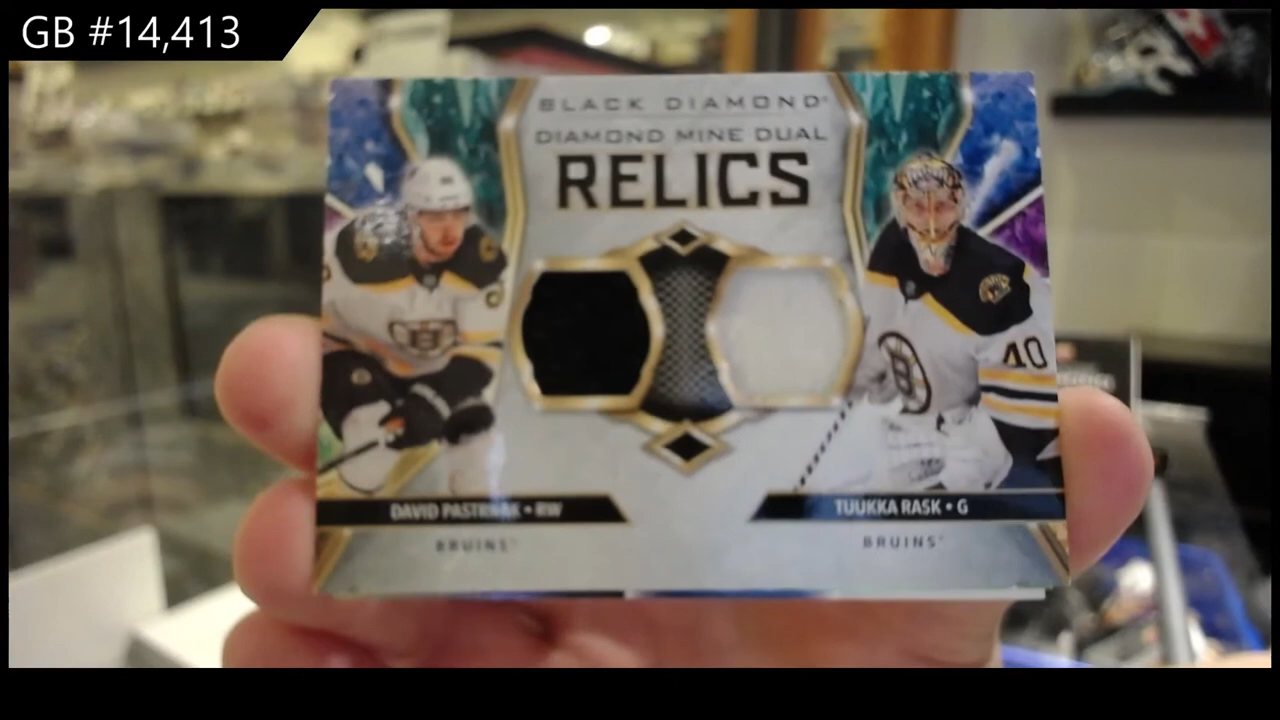 GB #14,413
BLACK DIAMOND
DIAMOND MINE DUAL
RELICS
40
DAVID PASTRNAK • RW
TUUKKA RASK • G
BRUINS
BRUINS